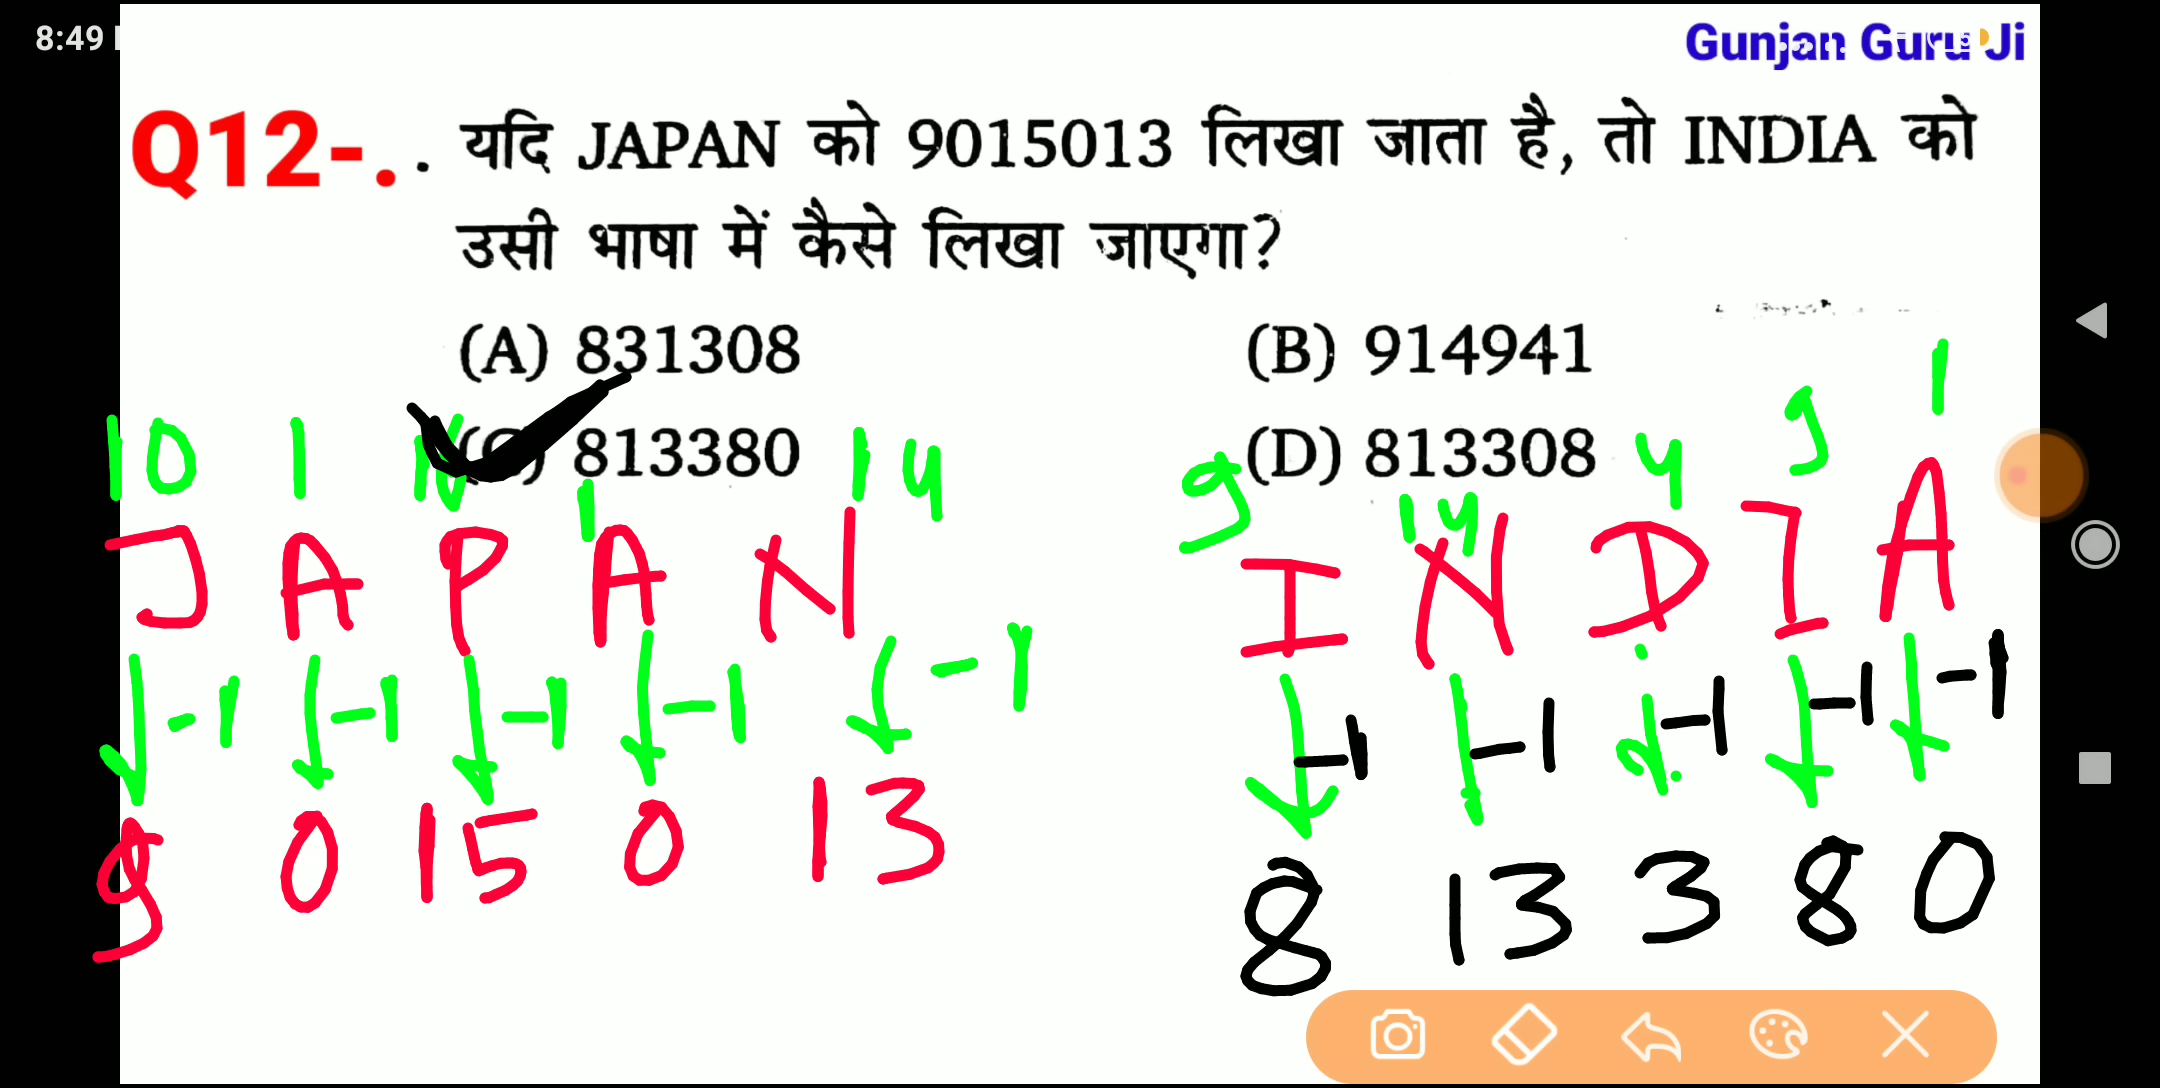 8:49
Gunjan Guru Ji
Q12-. . यदि JAPAN को 9015013 लिखा जाता है, तो INDIA को
उसी भाषा में कैसे लिखा जाएगा?
(A) 831308 (B) 914941
(C) 813380 (D) 813308
10 1 1 14 9 14 4 9 1
J A P A N I N D I A
-1 -1 -1 -1 -1 -1 -1 -1 -1 -1
9 0 15 0 13 8 13 3 8 0